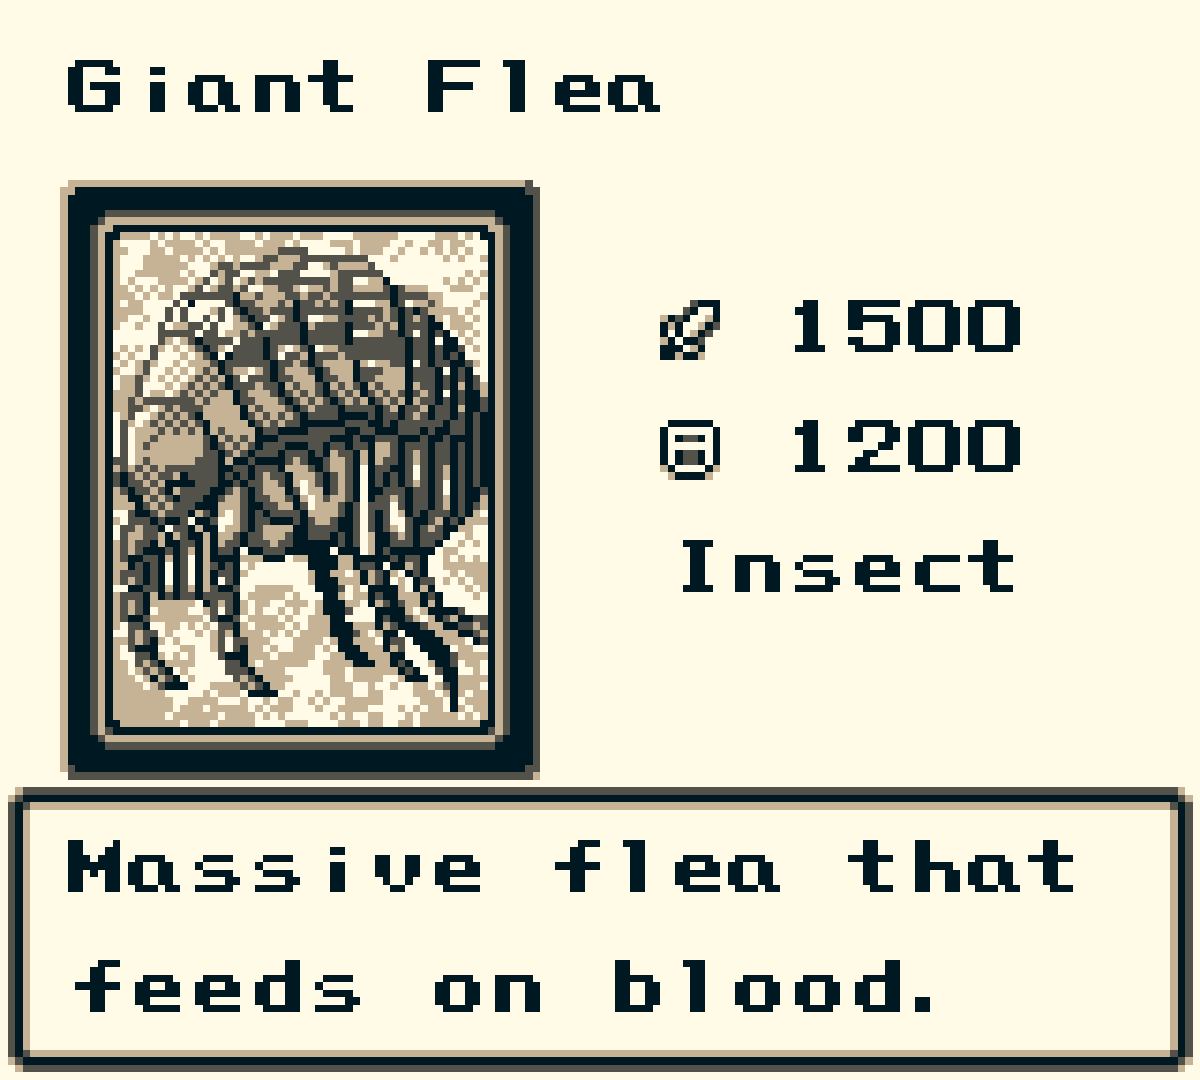 Giant Flea
1500
1200
Insect
Massive flea that
feeds on blood.